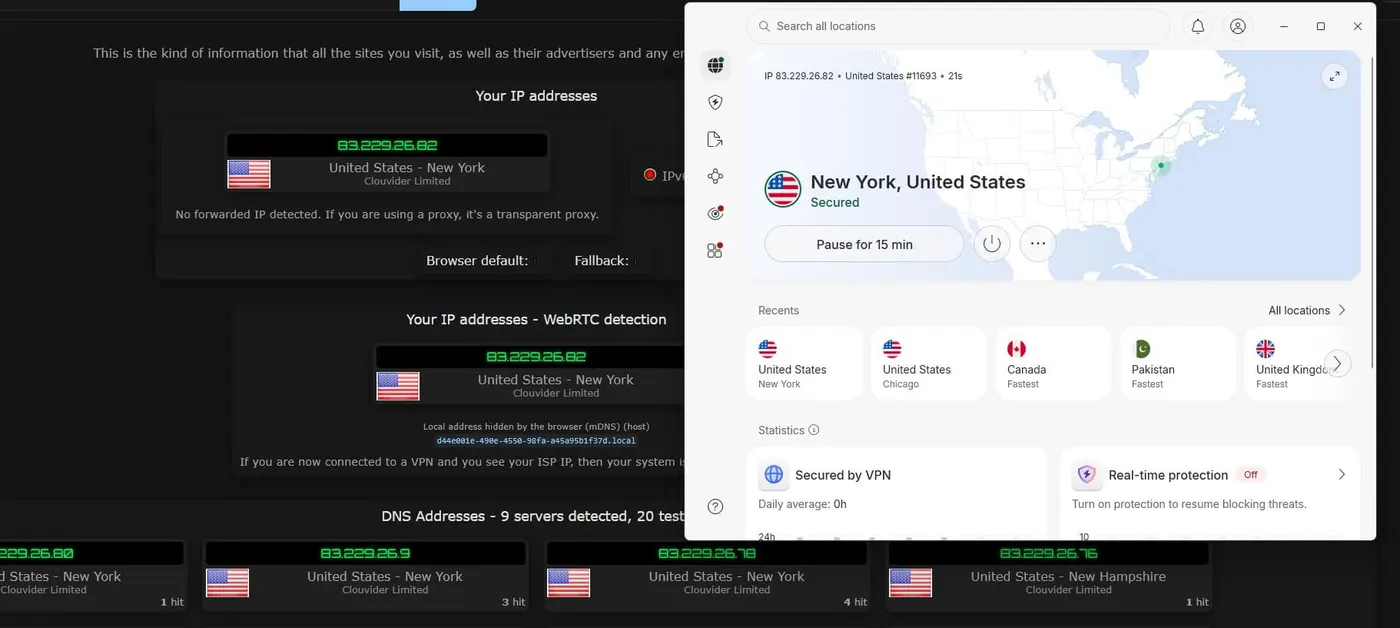 This is the kind of information that all the sites you visit, as well as their advertisers and any
Your IP addresses
83.229.26.82
United States - New York
Clouvider Limited
No forwarded IP detected. If you are using a proxy, it's a transparent proxy.
Browser default:
Fallback:
Your IP addresses - WebRTC detection
83.229.26.82
United States - New York
Clouvider Limited
Local address hidden by the browser (mDNS) (host)
d44e001e-490e-4550-98fa-a45a95b1f37d.local
If you are now connected to a VPN and you see your ISP IP, then your system
DNS Addresses - 9 servers detected, 20 test
229.26.80
d States - New York
Clouvider Limited
1 hit
83.229.26.9
United States - New York
Clouvider Limited
3 hit
83.229.26.78
United States - New York
Clouvider Limited
4 hit
83.229.26.76
United States - New Hampshire
Clouvider Limited
1 hit
Search all locations
IP 83.229.26.82 • United States #11693 • 21s
New York, United States
Secured
Pause for 15 min
Recents
All locations
United States
New York
United States
Chicago
Canada
Fastest
Pakistan
Fastest
United Kingdo
Fastest
Statistics
Secured by VPN
Daily average: 0h
24h
Real-time protection
Off
Turn on protection to resume blocking threats.
10